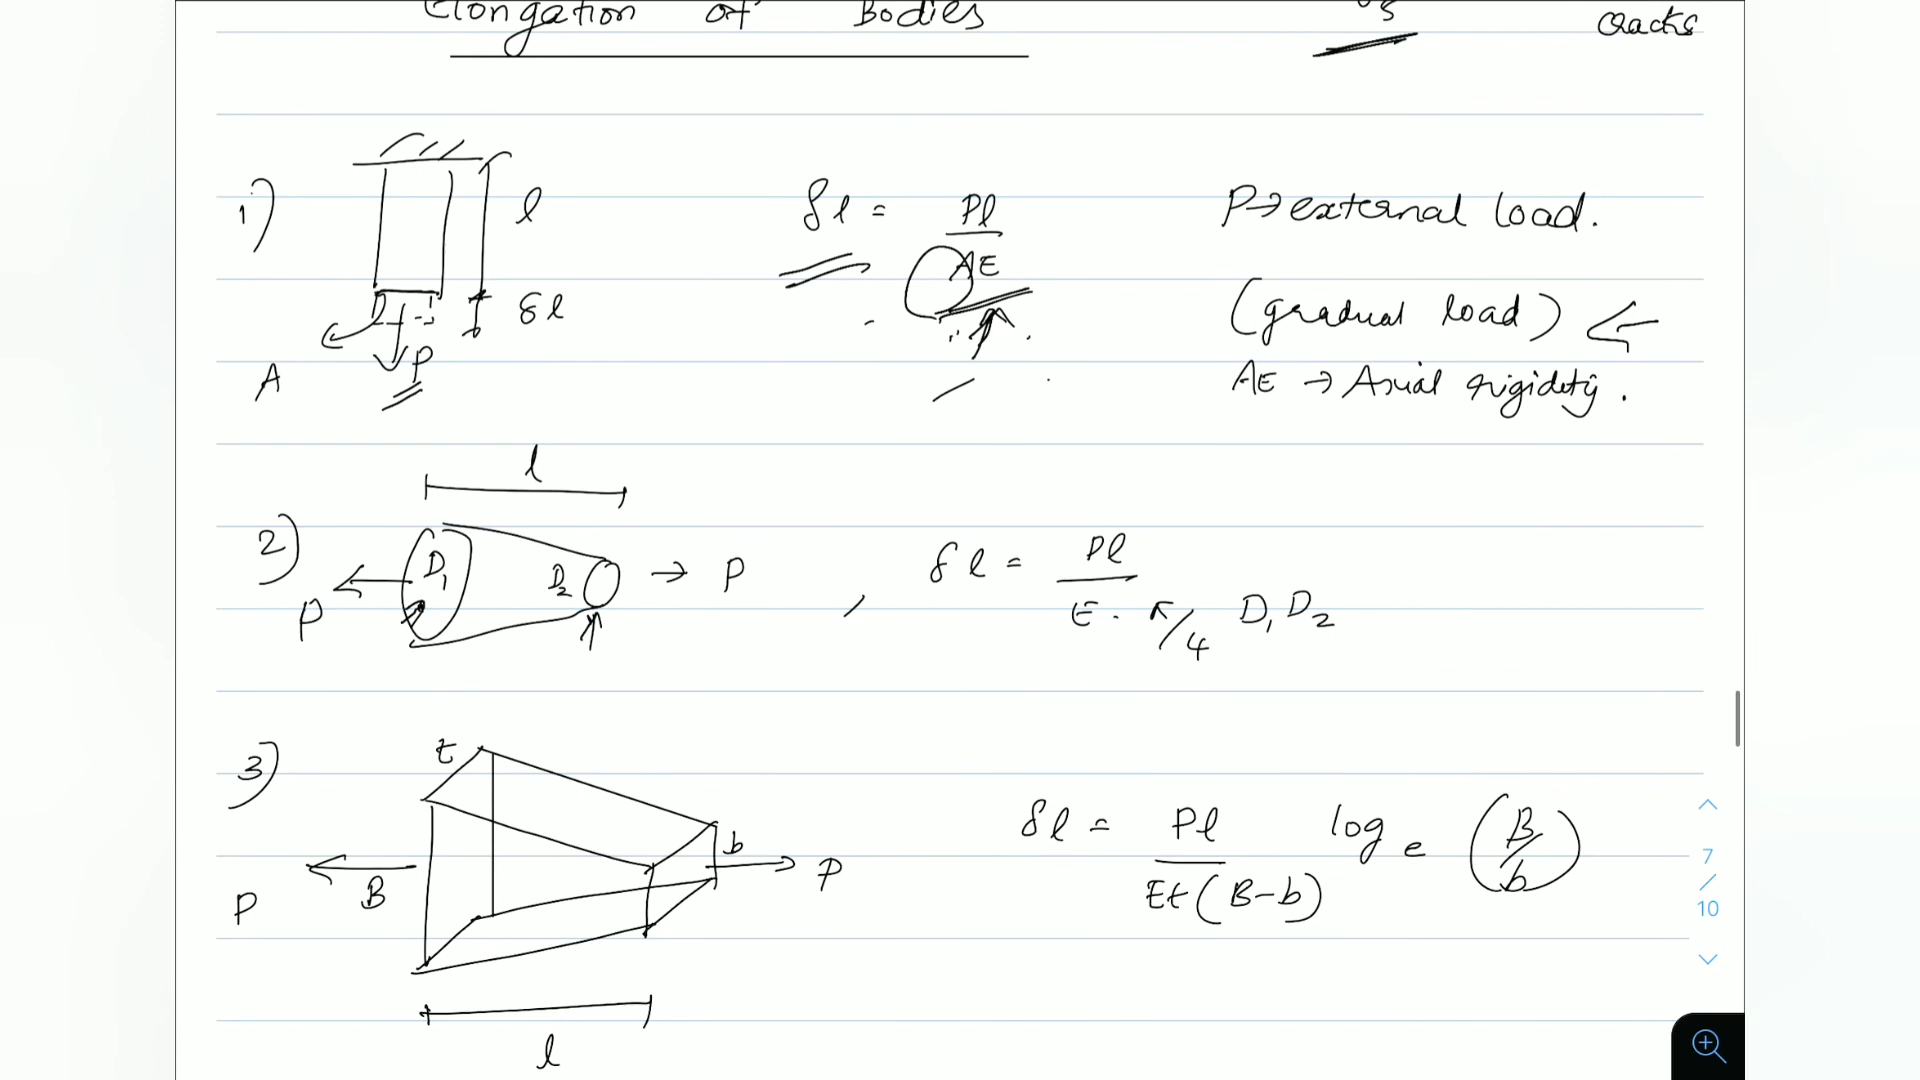 Elongation of Bodies
cracks
1)
l
δl
A
P
δl = Pl / AE
P → external load.
(gradual load) ←
AE → Axial rigidity.
l
2)
P ← D₁ D₂ → P , δl = Pl / E . π/4 D₁ D₂
3)
t
b
P B P
δl = Pl / Et(B-b) logₑ (B/b)
l
7
/
10